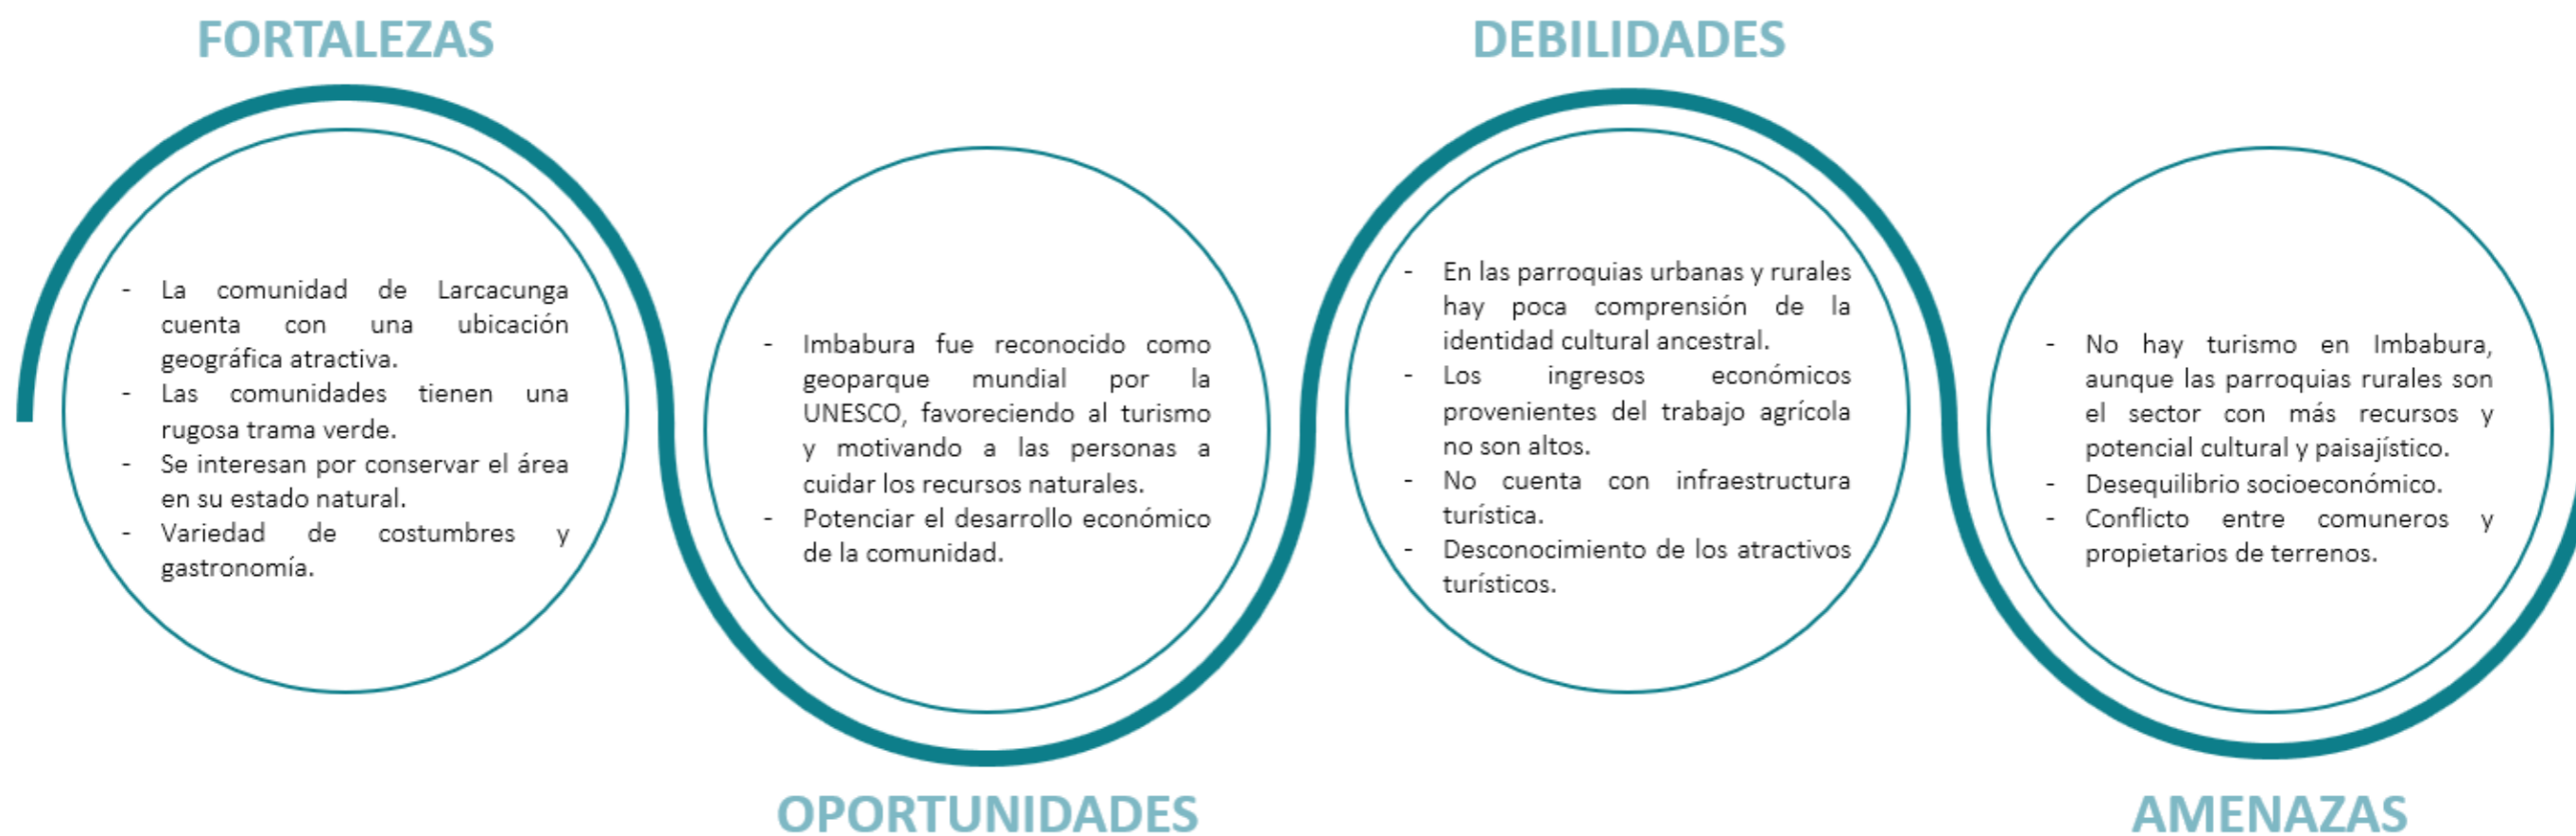 FORTALEZAS
- La comunidad de Larcacunga
cuenta con una ubicación
geográfica atractiva.
- Las comunidades tienen una
rugosa trama verde.
- Se interesan por conservar el área
en su estado natural.
- Variedad de costumbres y
gastronomía.
OPORTUNIDADES
- Imbabura fue reconocido como
geoparque mundial por la
UNESCO, favoreciendo al turismo
y motivando a las personas a
cuidar los recursos naturales.
- Potenciar el desarrollo económico
de la comunidad.
DEBILIDADES
- En las parroquias urbanas y rurales
hay poca comprensión de la
identidad cultural ancestral.
- Los ingresos económicos
provenientes del trabajo agrícola
no son altos.
- No cuenta con infraestructura
turística.
- Desconocimiento de los atractivos
turísticos.
AMENAZAS
- No hay turismo en Imbabura,
aunque las parroquias rurales son
el sector con más recursos y
potencial cultural y paisajístico.
- Desequilibrio socioeconómico.
- Conflicto entre comuneros y
propietarios de terrenos.